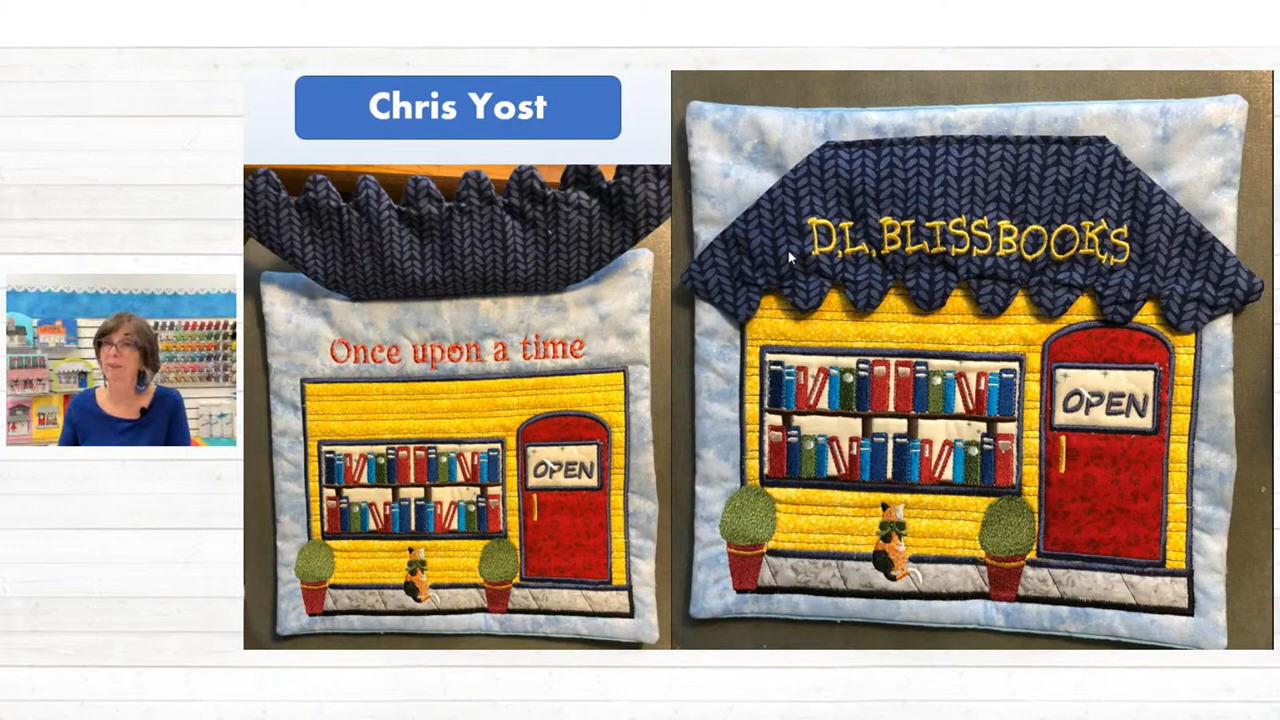 Chris Yost
Once upon a time
OPEN
D.L.BLISSBOOKS
OPEN